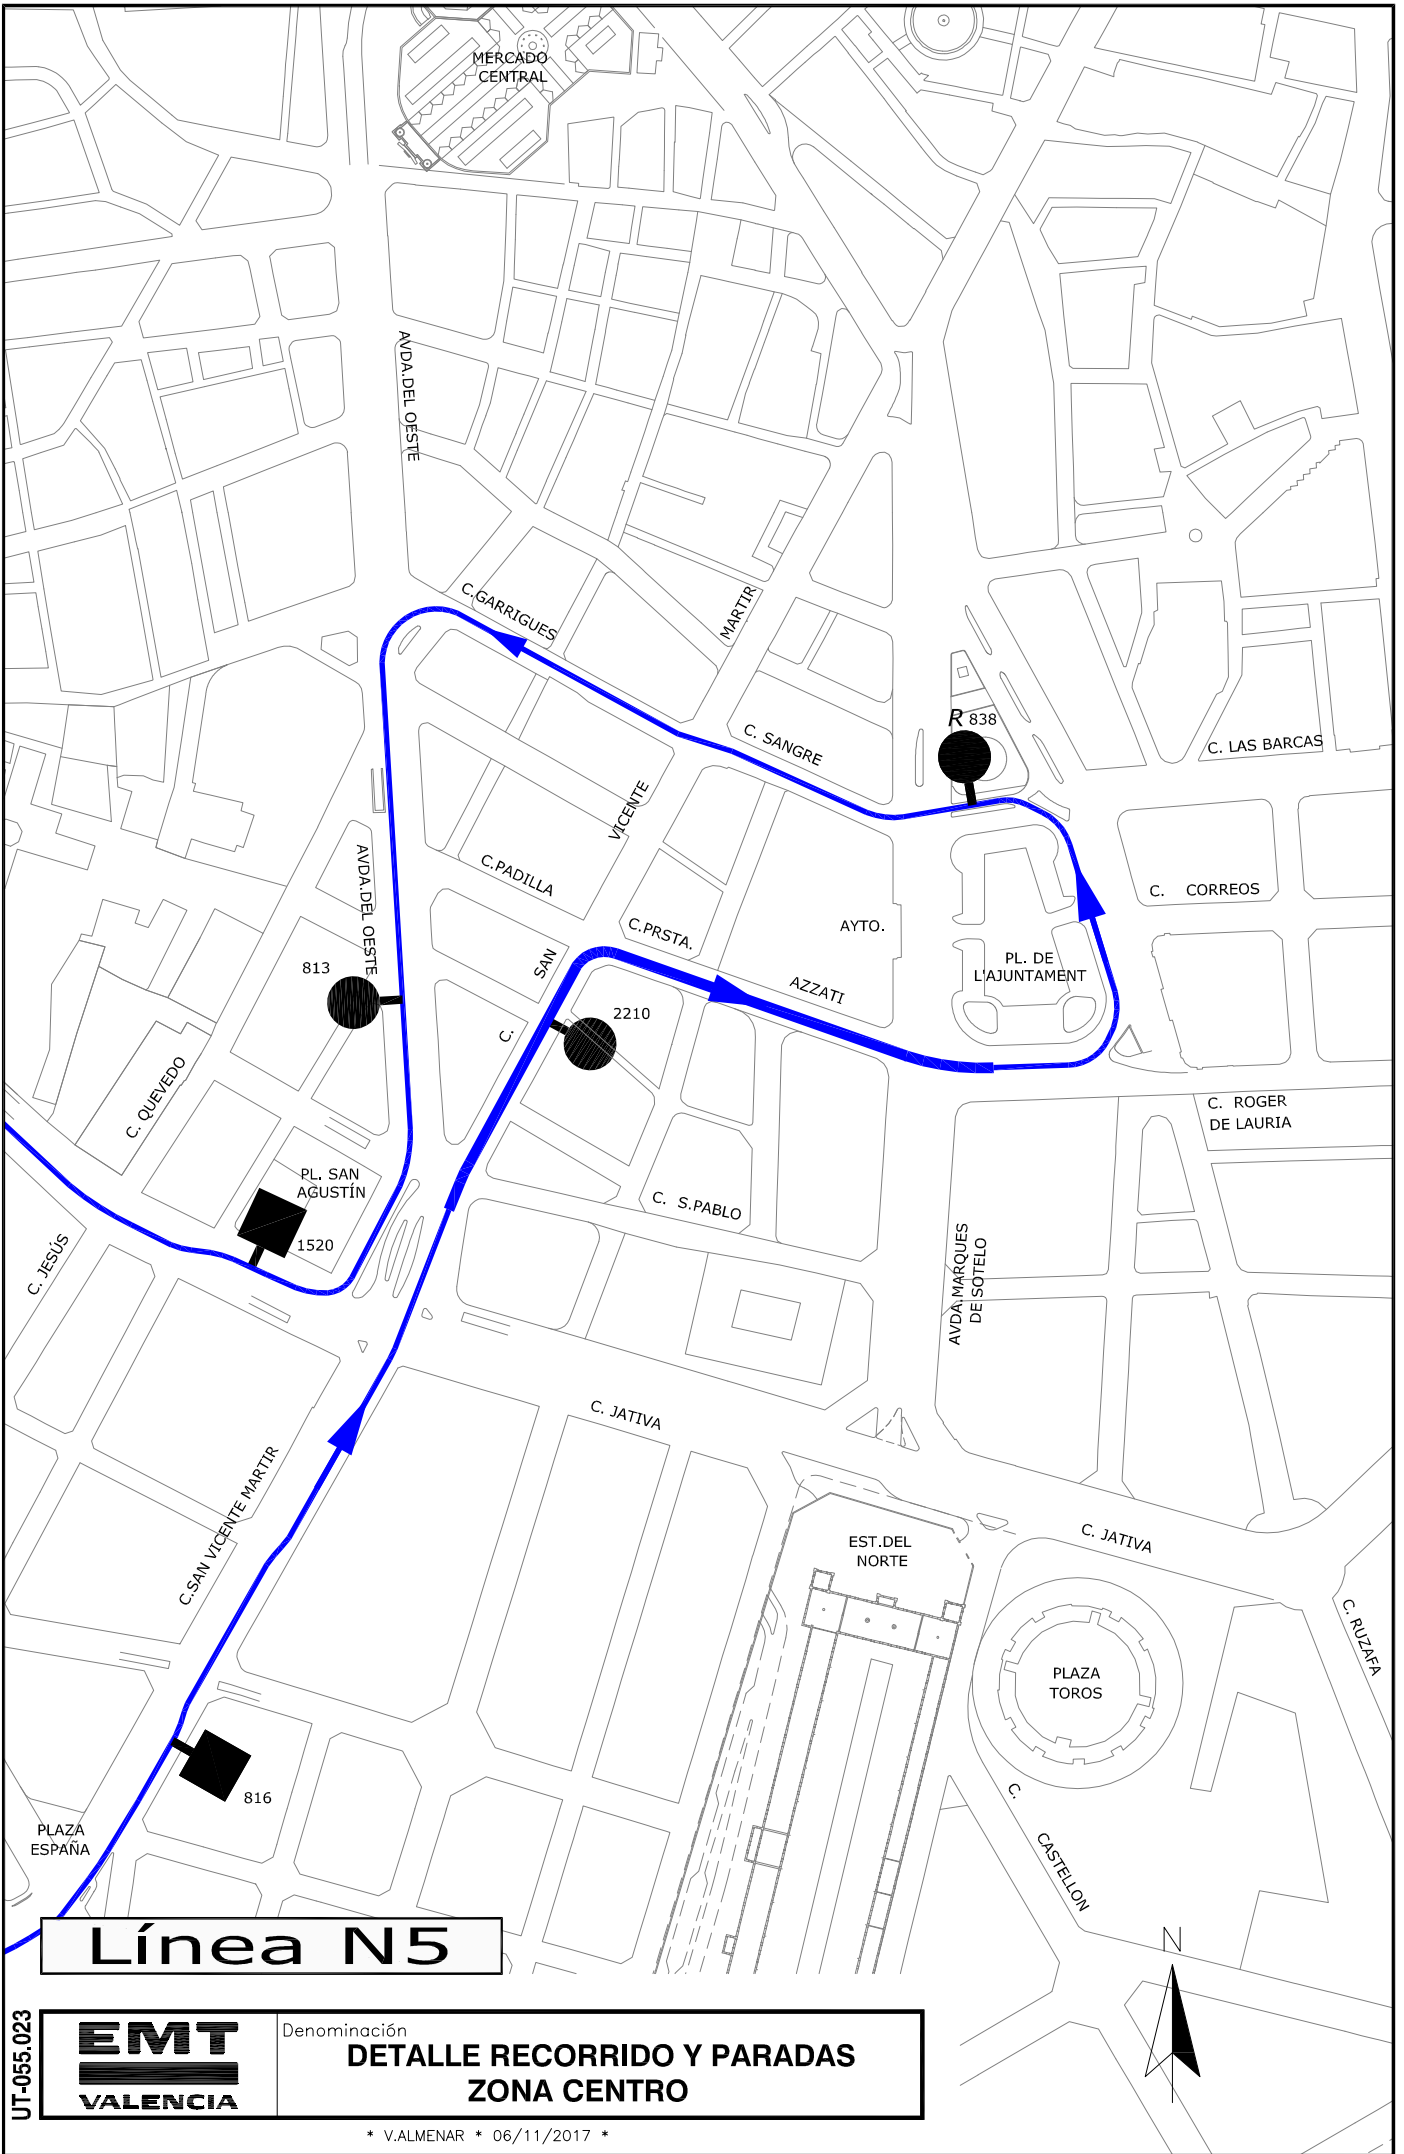 MERCADO
CENTRAL
AVDA.DEL OESTE
C.GARRIGUES
MARTIR
C. SANGRE
R 838
C. LAS BARCAS
VICENTE
C.PADILLA
C. CORREOS
AVDA.DEL OESTE
C.PRSTA.
AYTO.
SAN
813
PL. DE
L'AJUNTAMENT
AZZATI
2210
C.
C. QUEVEDO
C. ROGER
DE LAURIA
PL. SAN
AGUSTÍN
C. S.PABLO
1520
C. JESÚS
AVDA.MARQUES
DE SOTELO
C. JATIVA
C.SAN VICENTE MARTIR
EST.DEL
NORTE
C. JATIVA
C. RUZAFA
PLAZA
TOROS
816
C. CASTELLON
PLAZA
ESPAÑA
Línea N5
N
UT-055.023
EMT
VALENCIA
Denominación
DETALLE RECORRIDO Y PARADAS
ZONA CENTRO
* V.ALMENAR * 06/11/2017 *